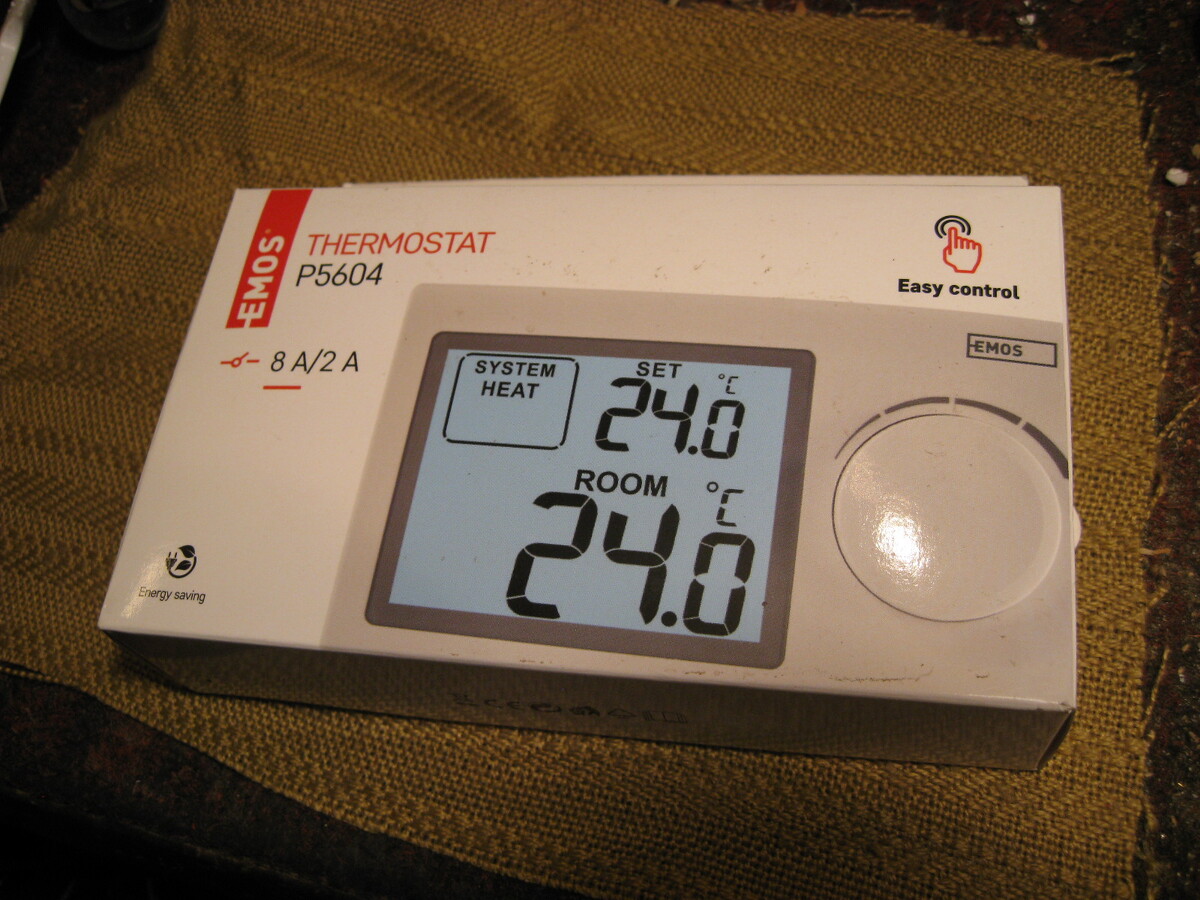 EMOS
THERMOSTAT
P5604
8 A/2 A
Easy control
EMOS
SYSTEM
HEAT
SET
24.0 °C
ROOM
24.0 °C
Energy saving